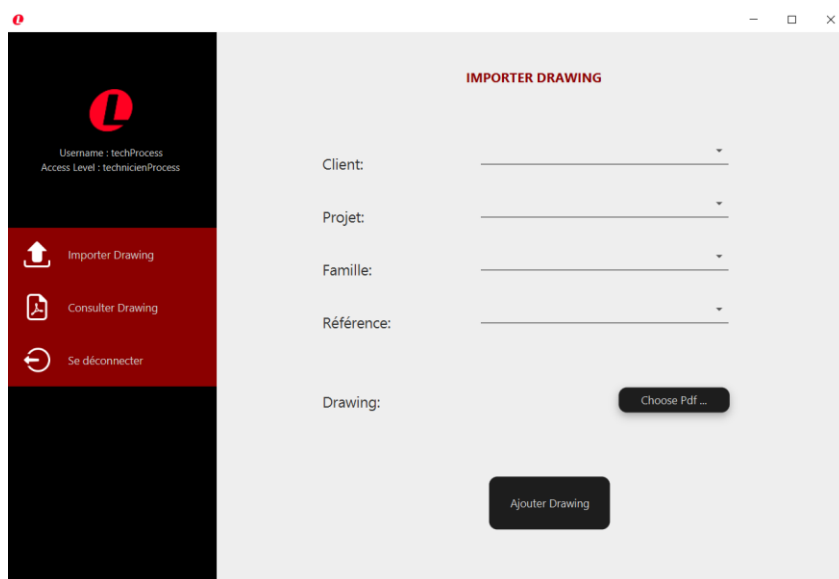 Username : techProcess
Access Level : technicienProcess
Importer Drawing
Consulter Drawing
Se déconnecter
IMPORTER DRAWING
Client:
Projet:
Famille:
Référence:
Drawing:
Choose Pdf ...
Ajouter Drawing